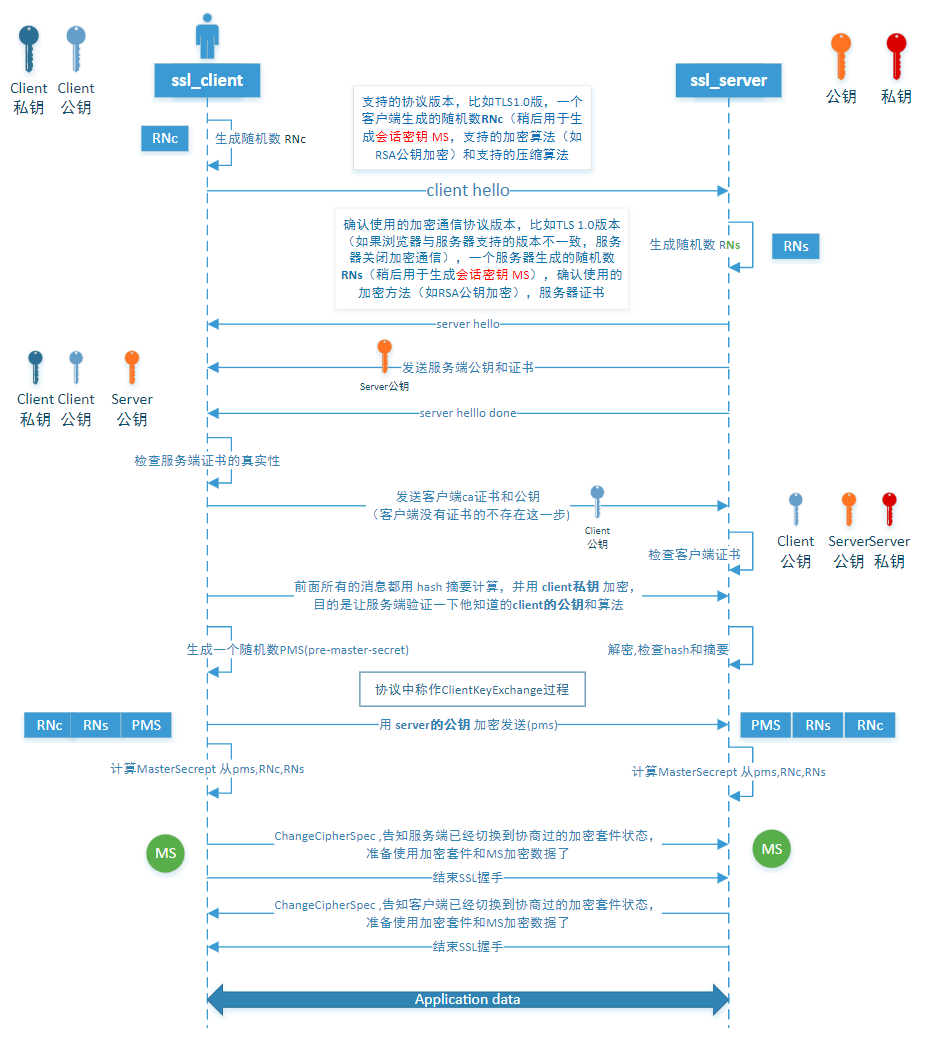 ssl_client
ssl_server
Client
私钥
Client
公钥
公钥
私钥
支持的协议版本，比如TLS1.0版，一个
客户端生成的随机数RNc（稍后用于生
成会话密钥 MS，支持的加密算法（如
RSA公钥加密）和支持的压缩算法
RNc
生成随机数 RNc
client hello
确认使用的加密通信协议版本，比如TLS 1.0版本
（如果浏览器与服务器支持的版本不一致，服务
器关闭加密通信），一个服务器生成的随机数
RNs（稍后用于生成会话密钥 MS），确认使用的
加密方法（如RSA公钥加密），服务器证书
生成随机数 RNs
RNs
server hello
发送服务端公钥和证书
Server公钥
Client
私钥
Client
公钥
Server
公钥
server helllo done
检查服务端证书的真实性
发送客户端ca证书和公钥
（客户端没有证书的不存在这一步)
Client
公钥
Client
公钥
Server
公钥
Server
私钥
检查客户端证书
前面所有的消息都用 hash 摘要计算，并用 client私钥 加密，
目的是让服务端验证一下他知道的client的公钥和算法
生成一个随机数PMS(pre-master-secret)
解密,检查hash和摘要
协议中称作ClientKeyExchange过程
RNc RNs PMS
用 server的公钥 加密发送(pms)
PMS RNs RNc
计算MasterSecrept 从pms,RNc,RNs
计算MasterSecrept 从pms,RNc,RNs
MS
ChangeCipherSpec ,告知服务端已经切换到协商过的加密套件状态，
准备使用加密套件和MS加密数据了
MS
结束SSL握手
ChangeCipherSpec ,告知客户端已经切换到协商过的加密套件状态，
准备使用加密套件和MS加密数据了
结束SSL握手
Application data